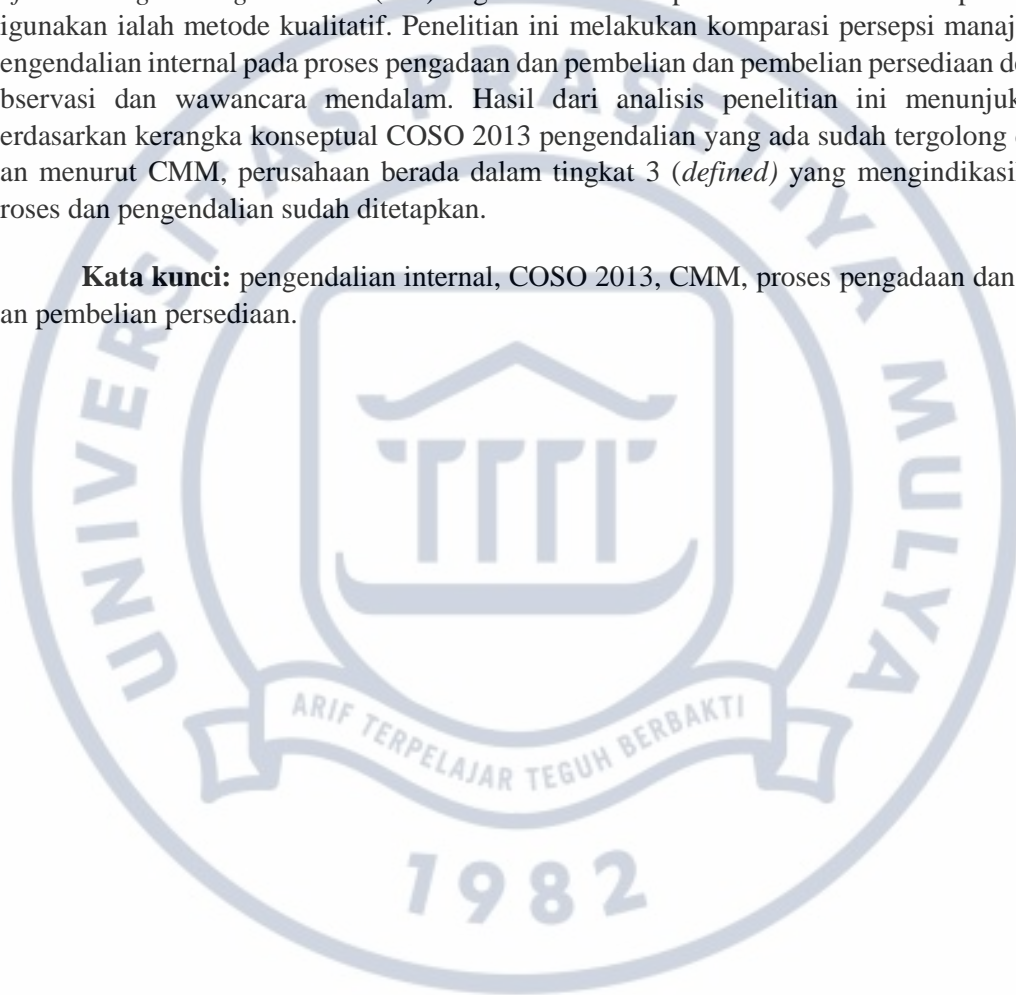 igunakan ialah metode kualitatif. Penelitian ini melakukan komparasi persepsi manaj
engendalian internal pada proses pengadaan dan pembelian dan pembelian persediaan de
bservasi dan wawancara mendalam. Hasil dari analisis penelitian ini menunjuk
erdasarkan kerangka konseptual COSO 2013 pengendalian yang ada sudah tergolong
an menurut CMM, perusahaan berada dalam tingkat 3 (defined) yang mengindikasi
roses dan pengendalian sudah ditetapkan.
Kata kunci: pengendalian internal, COSO 2013, CMM, proses pengadaan dan
an pembelian persediaan.
UNIVERSITAS PRASETIYA MULYA
ARIF TERPELAJAR TEGUH BERBAKTI
1982